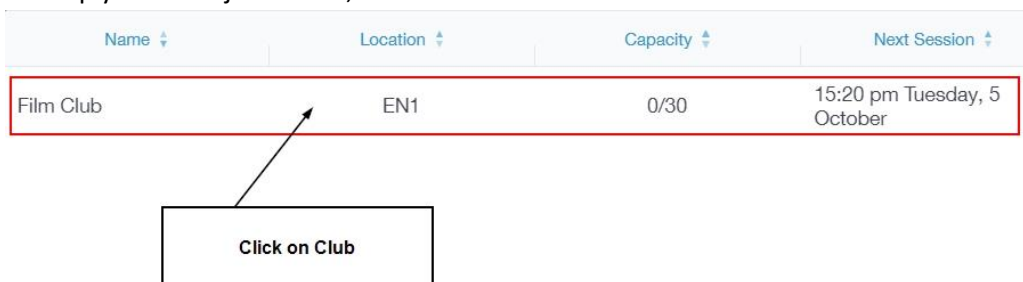 Name Location Capacity Next Session
Film Club EN1 0/30 15:20 pm Tuesday, 5
October
Click on Club